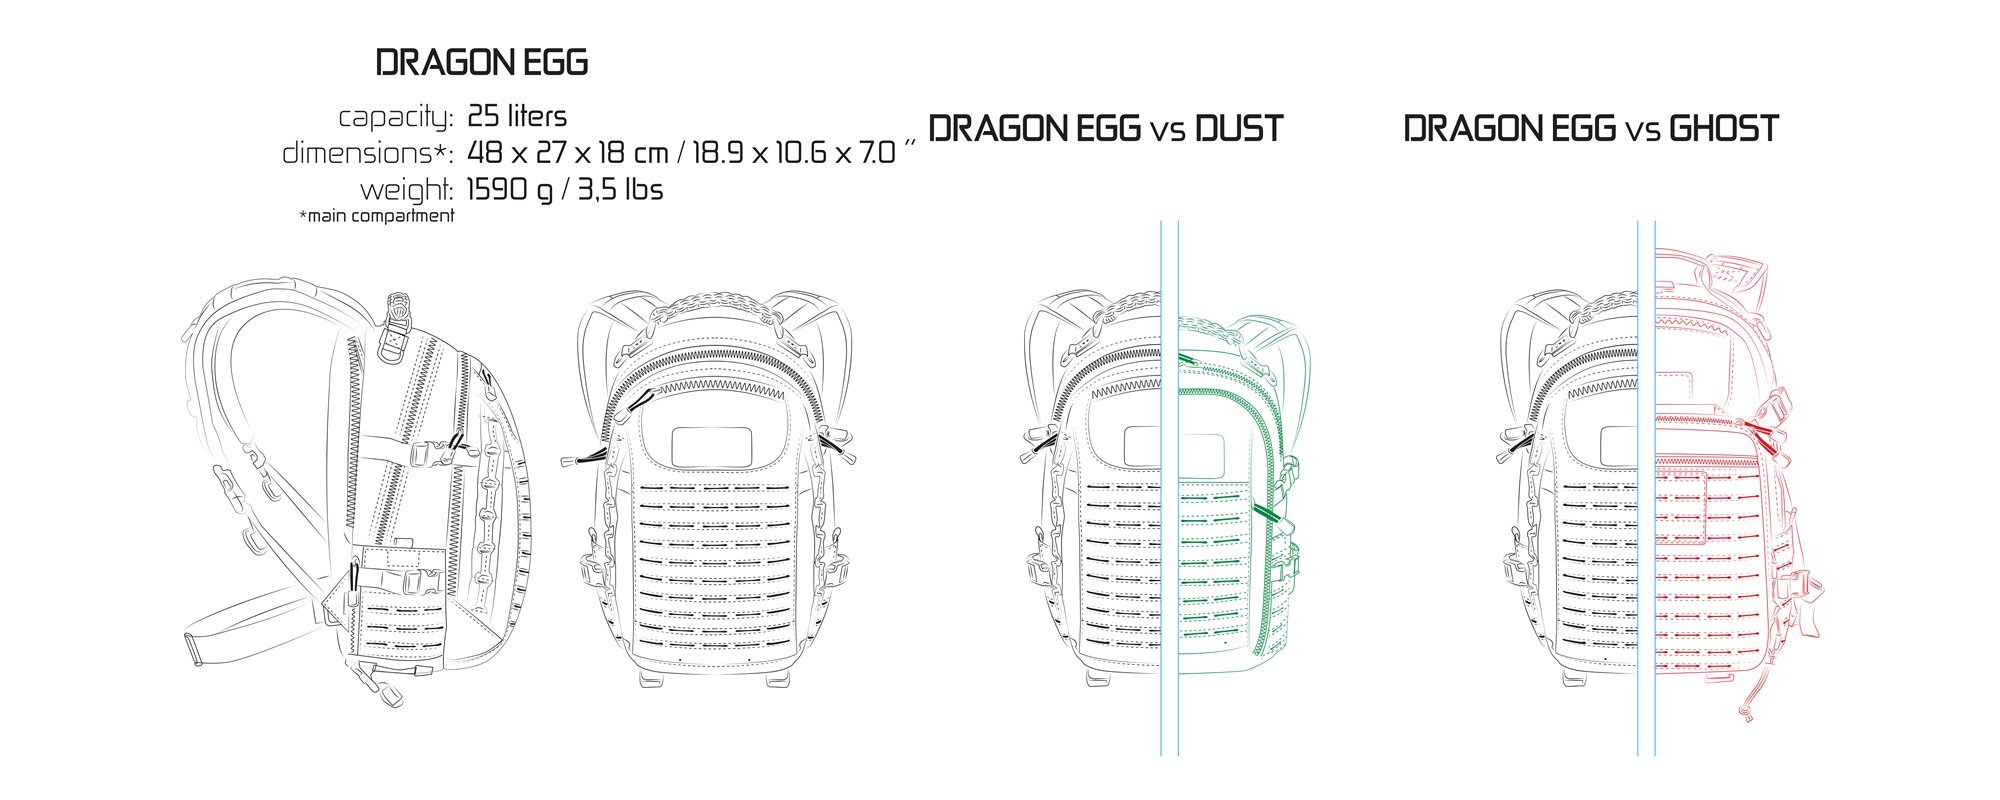 DRAGON EGG
capacity: 25 liters
dimensions*: 48 x 27 x 18 cm / 18.9 x 10.6 x 7.0 ″
weight: 1590 g / 3,5 lbs
*main compartment
DRAGON EGG vs DUST
DRAGON EGG vs GHOST